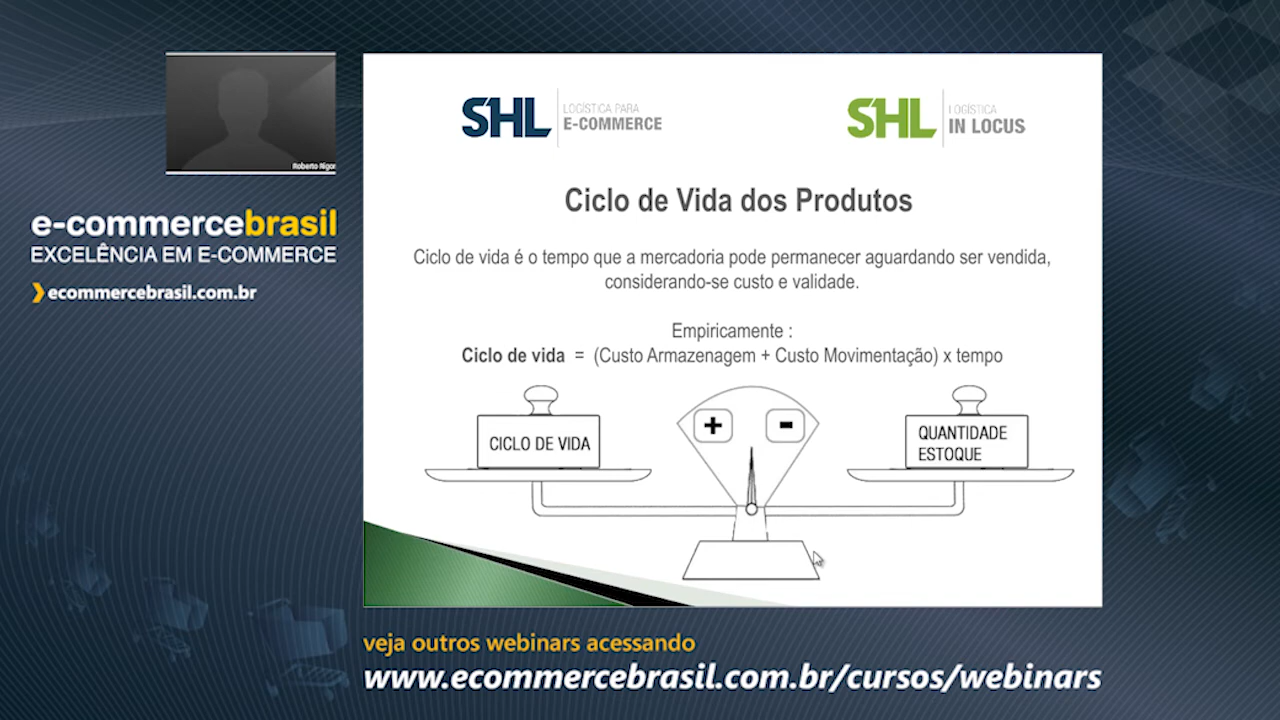 Roberto Rigor
e-commercebrasil
EXCELÊNCIA EM E-COMMERCE
ecommercebrasil.com.br
SHL LOGÍSTICA PARA
E-COMMERCE
SHL LOGÍSTICA
IN LOCUS
Ciclo de Vida dos Produtos
Ciclo de vida é o tempo que a mercadoria pode permanecer aguardando ser vendida,
considerando-se custo e validade.
Empiricamente :
Ciclo de vida = (Custo Armazenagem + Custo Movimentação) x tempo
+ -
CICLO DE VIDA
QUANTIDADE
ESTOQUE
veja outros webinars acessando
www.ecommercebrasil.com.br/cursos/webinars